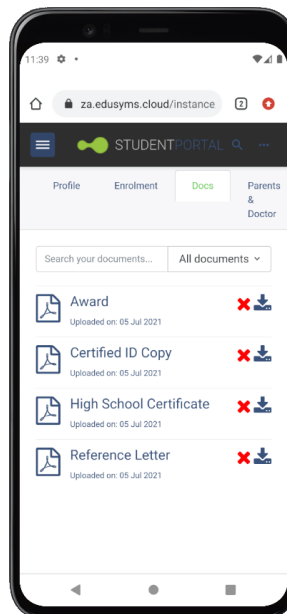 11:39
za.edusyms.cloud/instance
2
STUDENTPORTAL
Profile
Enrolment
Docs
Parents
&
Doctor
Search your documents...
All documents
Award
Uploaded on: 05 Jul 2021
Certified ID Copy
Uploaded on: 05 Jul 2021
High School Certificate
Uploaded on: 05 Jul 2021
Reference Letter
Uploaded on: 05 Jul 2021